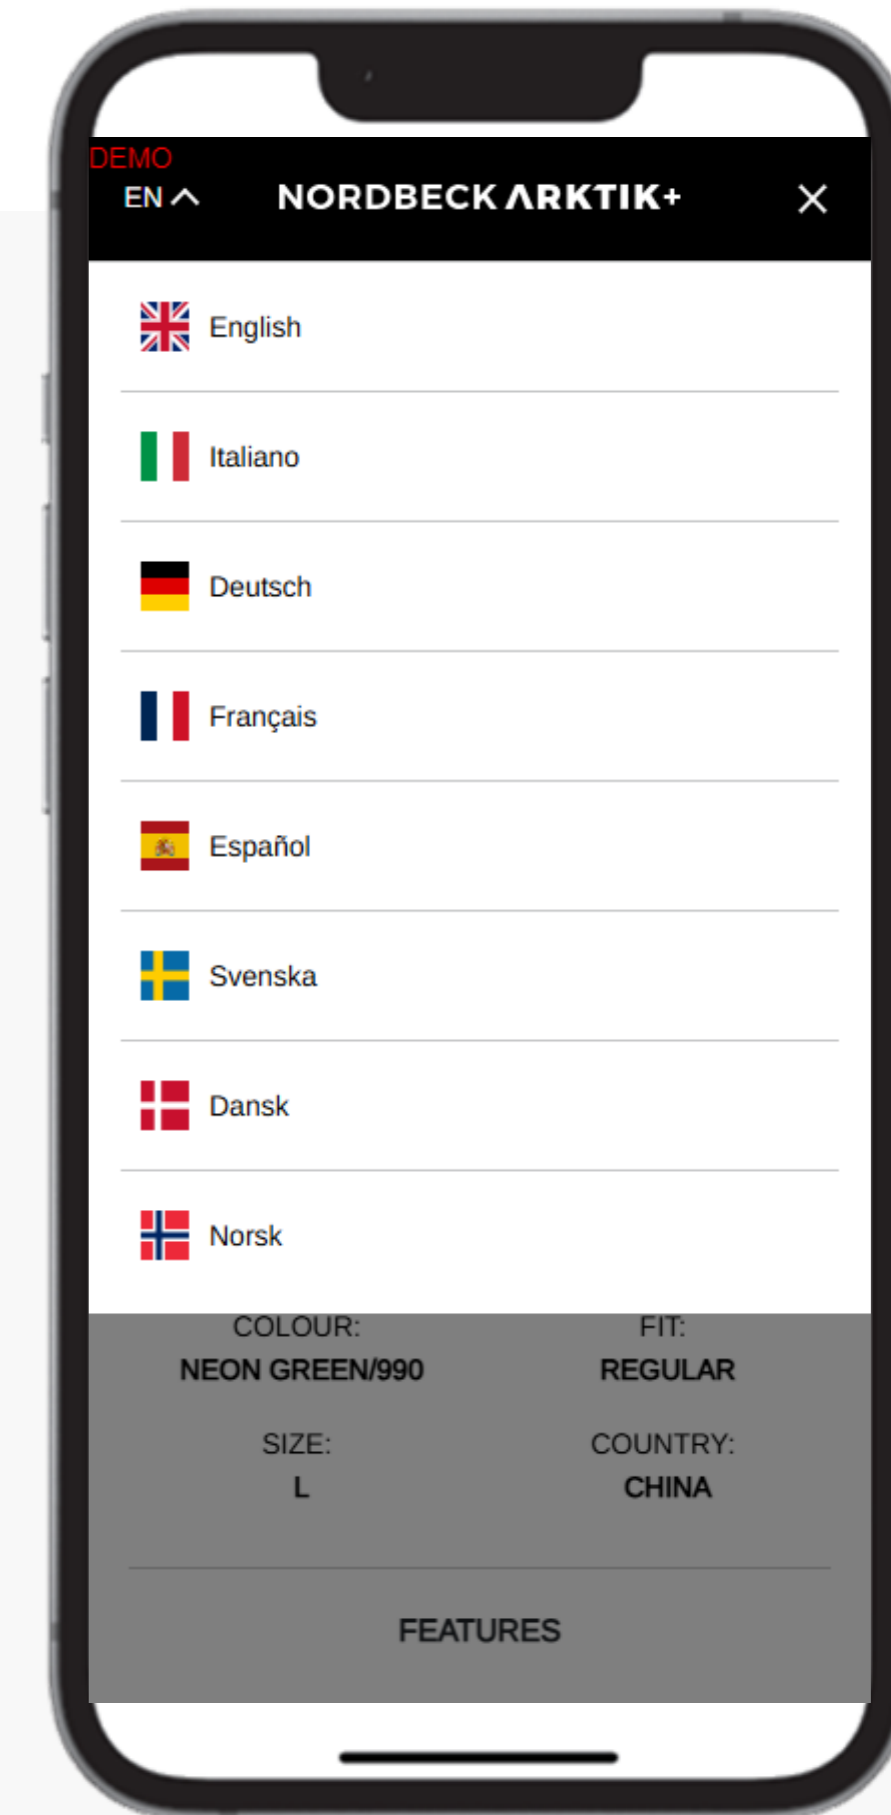 DEMO
EN NORDBECK ARKTIK+
English
Italiano
Deutsch
Français
Español
Svenska
Dansk
Norsk
COLOUR: FIT:
NEON GREEN/990 REGULAR
SIZE: COUNTRY:
L CHINA
FEATURES